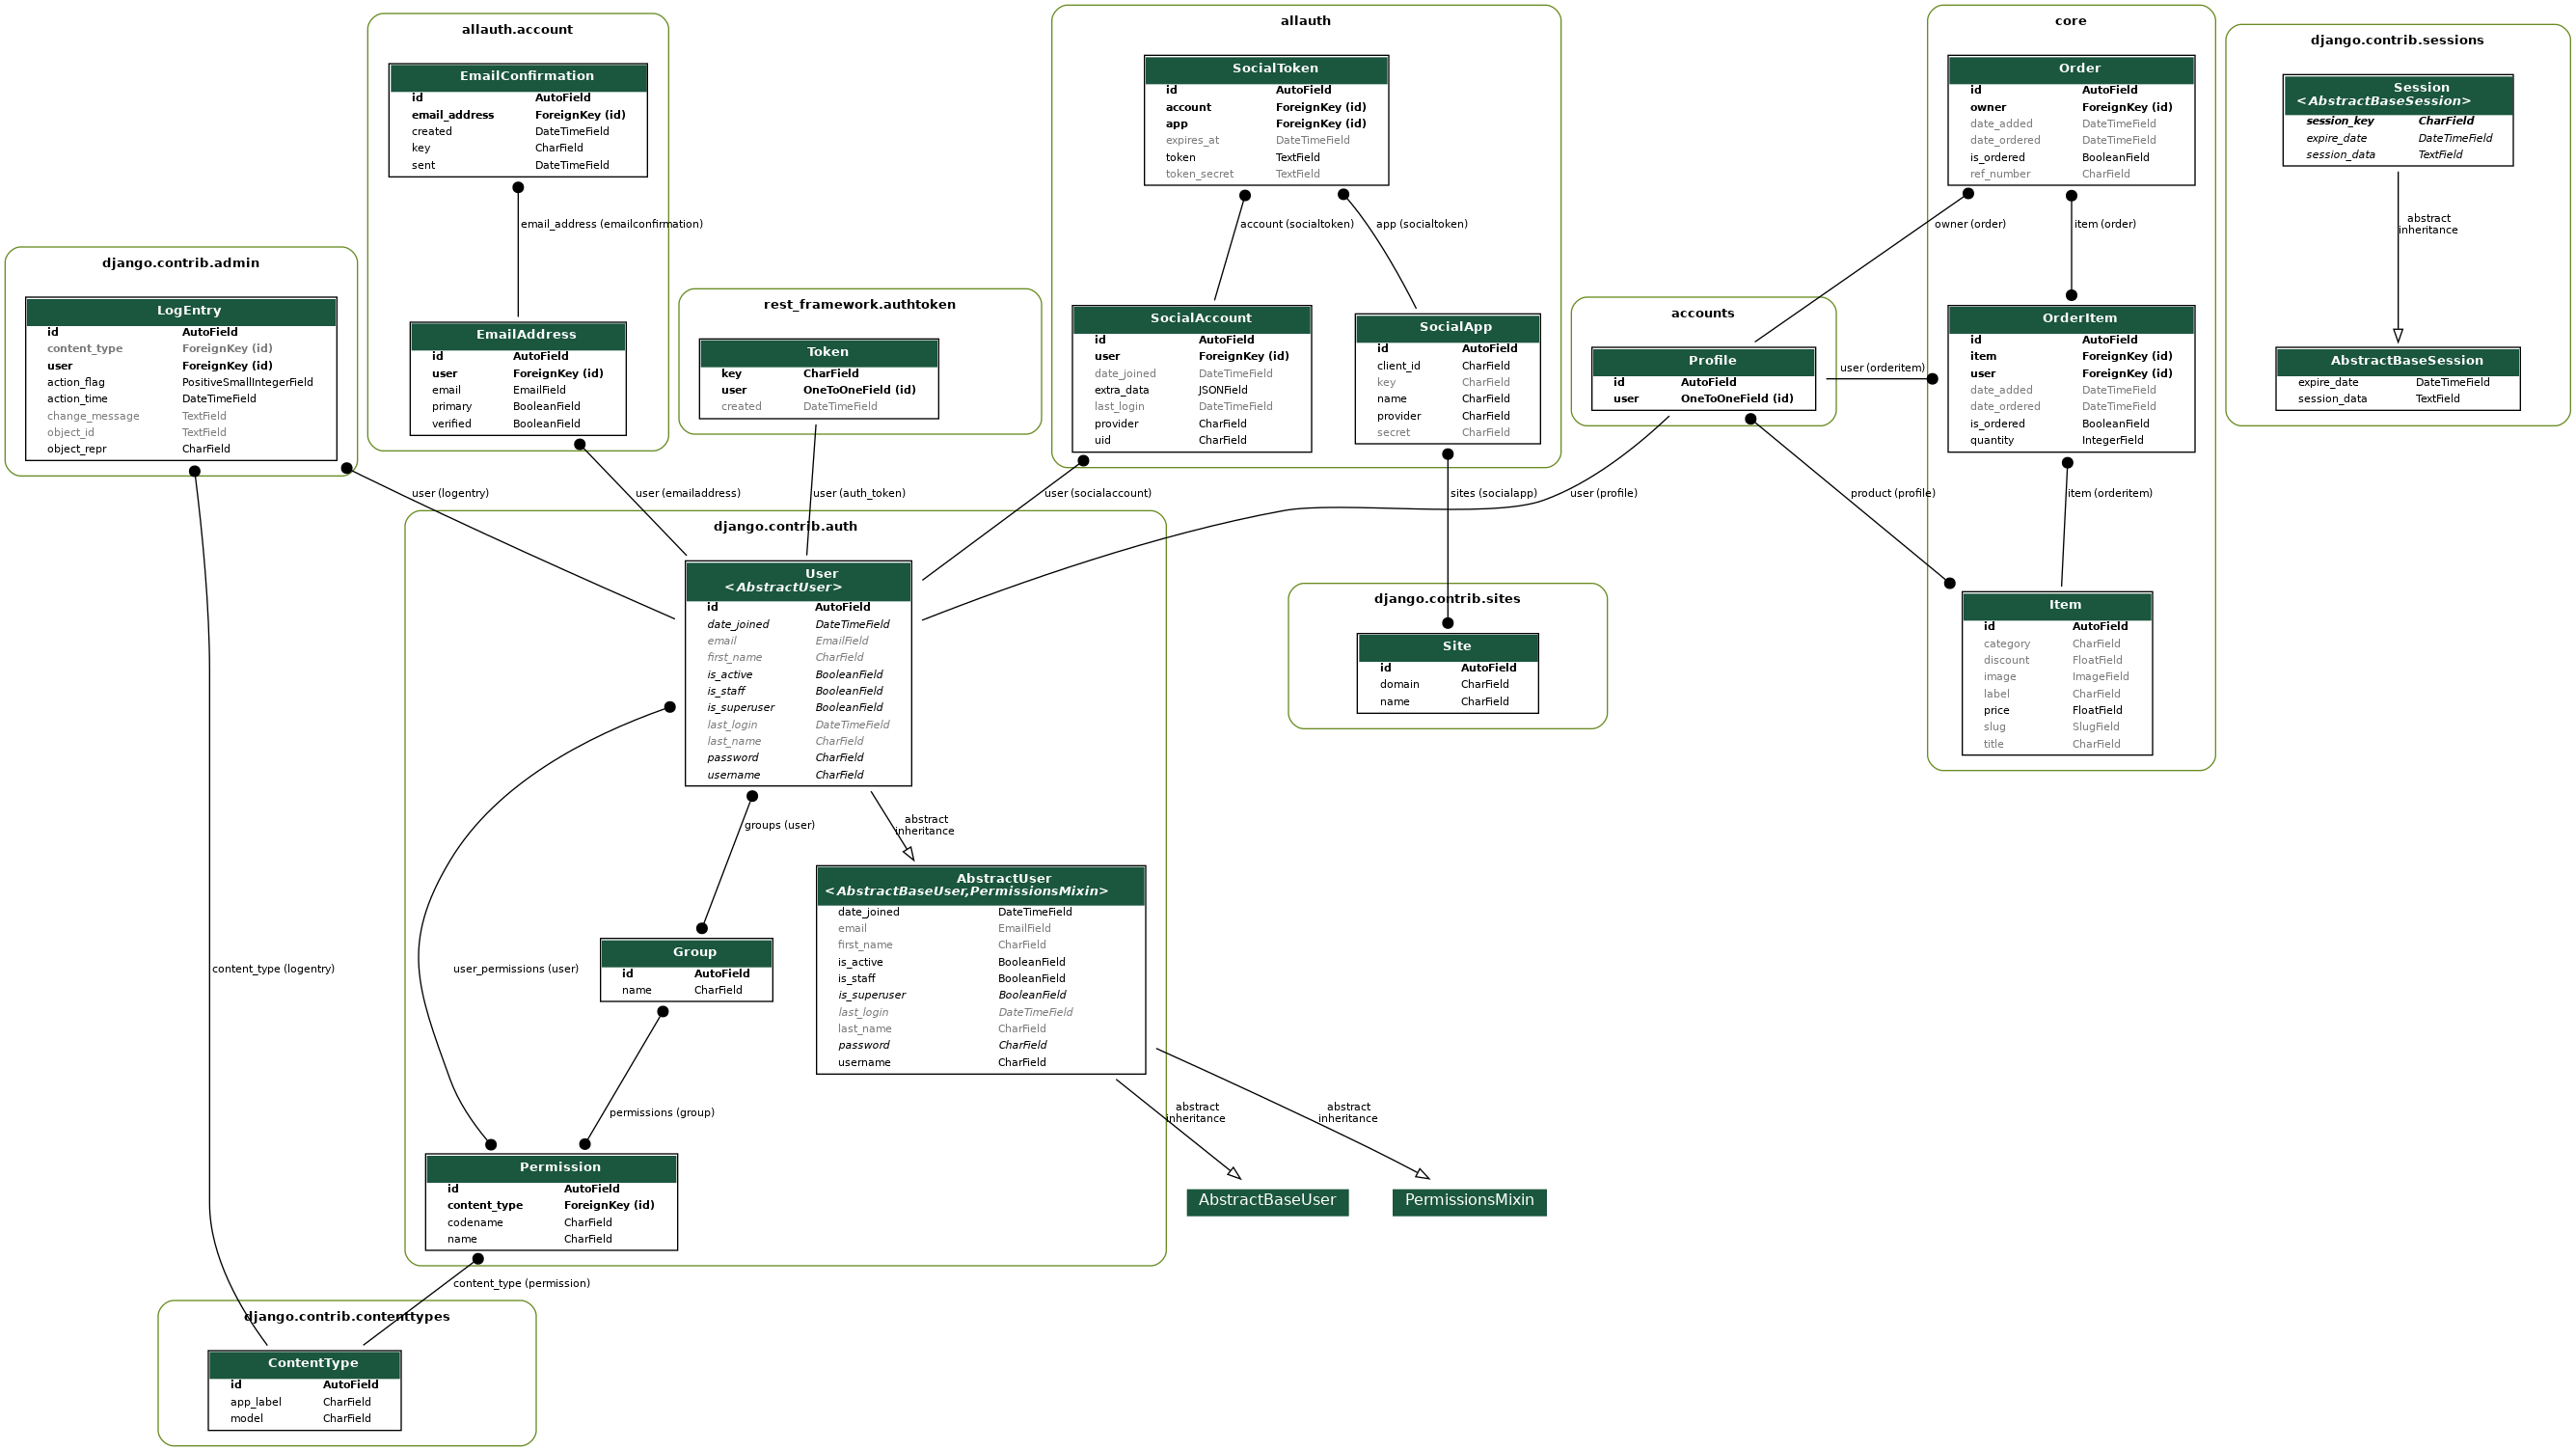 allauth.account
EmailConfirmation
id AutoField
email_address ForeignKey (id)
created DateTimeField
key CharField
sent DateTimeField
email_address (emailconfirmation)
EmailAddress
id AutoField
user ForeignKey (id)
email EmailField
primary BooleanField
verified BooleanField
django.contrib.admin
LogEntry
id AutoField
content_type ForeignKey (id)
user ForeignKey (id)
action_flag PositiveSmallIntegerField
action_time DateTimeField
change_message TextField
object_id TextField
object_repr CharField
rest_framework.authtoken
Token
key CharField
user OneToOneField (id)
created DateTimeField
allauth
SocialToken
id AutoField
account ForeignKey (id)
app ForeignKey (id)
expires_at DateTimeField
token TextField
token_secret TextField
account (socialtoken)
app (socialtoken)
SocialAccount
id AutoField
user ForeignKey (id)
date_joined DateTimeField
extra_data JSONField
last_login DateTimeField
provider CharField
uid CharField
SocialApp
id AutoField
client_id CharField
key CharField
name CharField
provider CharField
secret CharField
accounts
Profile
id AutoField
user OneToOneField (id)
core
Order
id AutoField
owner ForeignKey (id)
date_added DateTimeField
date_ordered DateTimeField
is_ordered BooleanField
ref_number CharField
owner (order)
item (order)
user (orderitem)
OrderItem
id AutoField
item ForeignKey (id)
user ForeignKey (id)
date_added DateTimeField
date_ordered DateTimeField
is_ordered BooleanField
quantity IntegerField
product (profile)
item (orderitem)
Item
id AutoField
category CharField
discount FloatField
image ImageField
label CharField
price FloatField
slug SlugField
title CharField
django.contrib.sessions
Session
<AbstractBaseSession>
session_key CharField
expire_date DateTimeField
session_data TextField
abstract
inheritance
AbstractBaseSession
expire_date DateTimeField
session_data TextField
user (logentry)
user (emailaddress)
user (auth_token)
user (socialaccount)
sites (socialapp)
user (profile)
django.contrib.auth
User
<AbstractUser>
id AutoField
date_joined DateTimeField
email EmailField
first_name CharField
is_active BooleanField
is_staff BooleanField
is_superuser BooleanField
last_login DateTimeField
last_name CharField
password CharField
username CharField
django.contrib.sites
Site
id AutoField
domain CharField
name CharField
groups (user)
abstract
inheritance
AbstractUser
<AbstractBaseUser,PermissionsMixin>
date_joined DateTimeField
email EmailField
first_name CharField
is_active BooleanField
is_staff BooleanField
is_superuser BooleanField
last_login DateTimeField
last_name CharField
password CharField
username CharField
Group
id AutoField
name CharField
content_type (logentry)
user_permissions (user)
permissions (group)
abstract
inheritance
abstract
inheritance
Permission
id AutoField
content_type ForeignKey (id)
codename CharField
name CharField
AbstractBaseUser
PermissionsMixin
content_type (permission)
django.contrib.contenttypes
ContentType
id AutoField
app_label CharField
model CharField